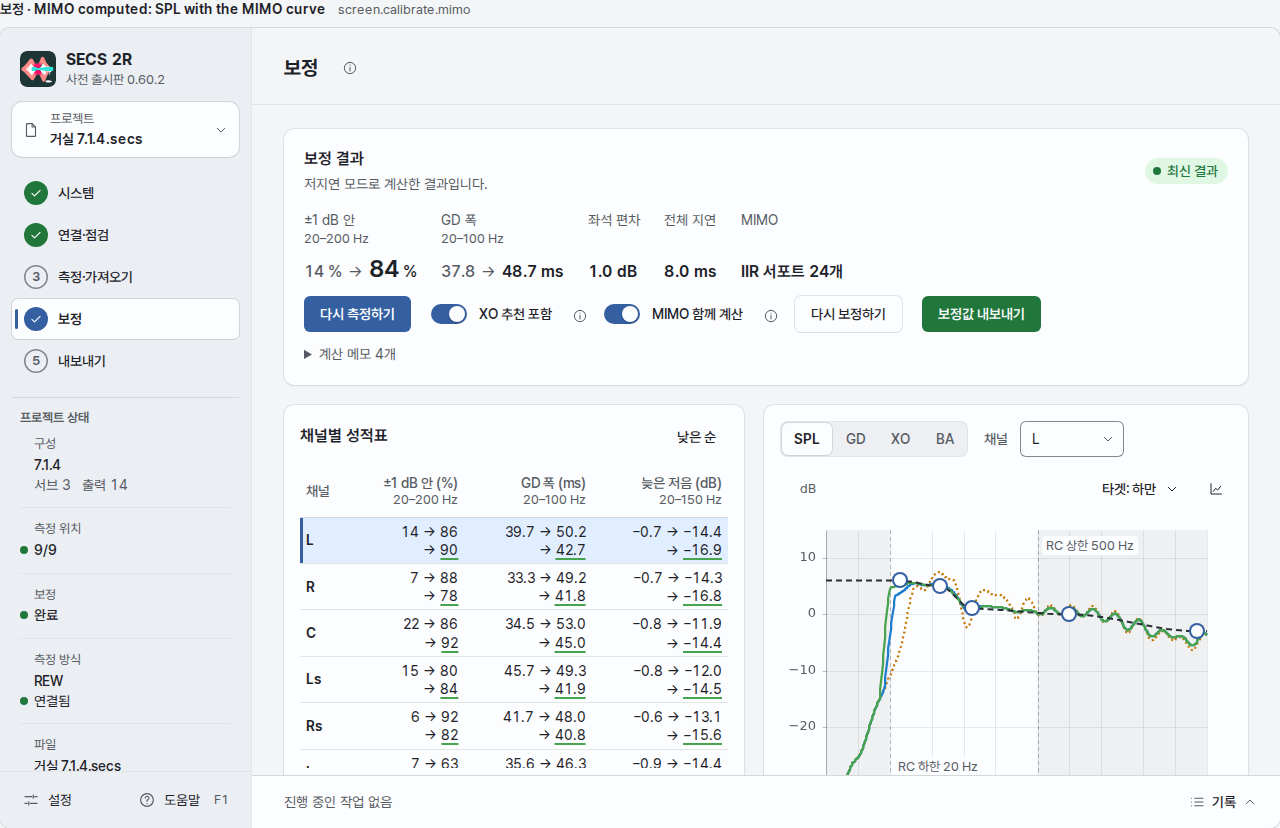 보정 · MIMO computed: SPL with the MIMO curve screen.calibrate.mimo
SECS 2R
사전 출시판 0.60.2
프로젝트
거실 7.1.4.secs
시스템
연결·점검
3 측정·가져오기
보정
5 내보내기
프로젝트 상태
구성
7.1.4
서브 3 출력 14
측정 위치
9/9
보정
완료
측정 방식
REW
연결됨
파일
거실 7.1.4.secs
설정 도움말 F1
보정
보정 결과
저지연 모드로 계산한 결과입니다.
최신 결과
±1 dB 안 GD 폭 좌석 편차 전체 지연 MIMO
20–200 Hz 20–100 Hz
14 % → 84 % 37.8 → 48.7 ms 1.0 dB 8.0 ms IIR 서포트 24개
다시 측정하기 XO 추천 포함 MIMO 함께 계산 다시 보정하기 보정값 내보내기
▶ 계산 메모 4개
채널별 성적표 낮은 순
채널 ±1 dB 안 (%) GD 폭 (ms) 늦은 저음 (dB)
20–200 Hz 20–100 Hz 20–150 Hz
L 14 → 86 39.7 → 50.2 −0.7 → −14.4
→ 90 → 42.7 → −16.9
R 7 → 88 33.3 → 49.2 −0.7 → −14.3
→ 78 → 41.8 → −16.8
C 22 → 86 34.5 → 53.0 −0.8 → −11.9
→ 92 → 45.0 → −14.4
Ls 15 → 80 45.7 → 49.3 −0.8 → −12.0
→ 84 → 41.9 → −14.5
Rs 6 → 92 41.7 → 48.0 −0.6 → −13.1
→ 82 → 40.8 → −15.6
7 → 63 35.6 → 46.3 −0.9 → −14.4
SPL GD XO BA 채널 L
dB 타겟: 하만
RC 상한 500 Hz
10
0
−10
−20
RC 하한 20 Hz
진행 중인 작업 없음 기록